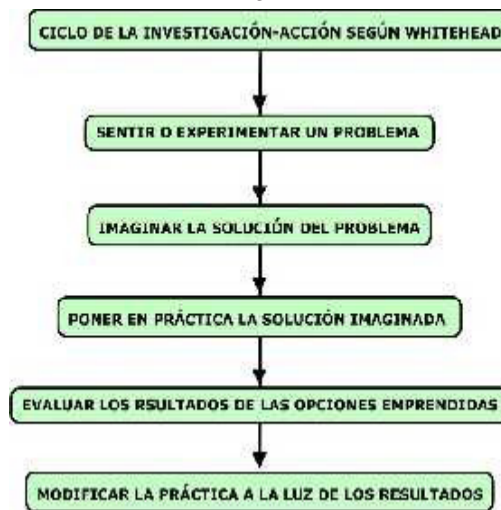 CICLO DE LA INVESTIGACIÓN-ACCIÓN SEGÚN WHITEHEAD
SENTIR O EXPERIMENTAR UN PROBLEMA
IMAGINAR LA SOLUCIÓN DEL PROBLEMA
PONER EN PRÁCTICA LA SOLUCIÓN IMAGINADA
EVALUAR LOS RSULTADOS DE LAS OPCIONES EMPRENDIDAS
MODIFICAR LA PRÁCTICA A LA LUZ DE LOS RESULTADOS